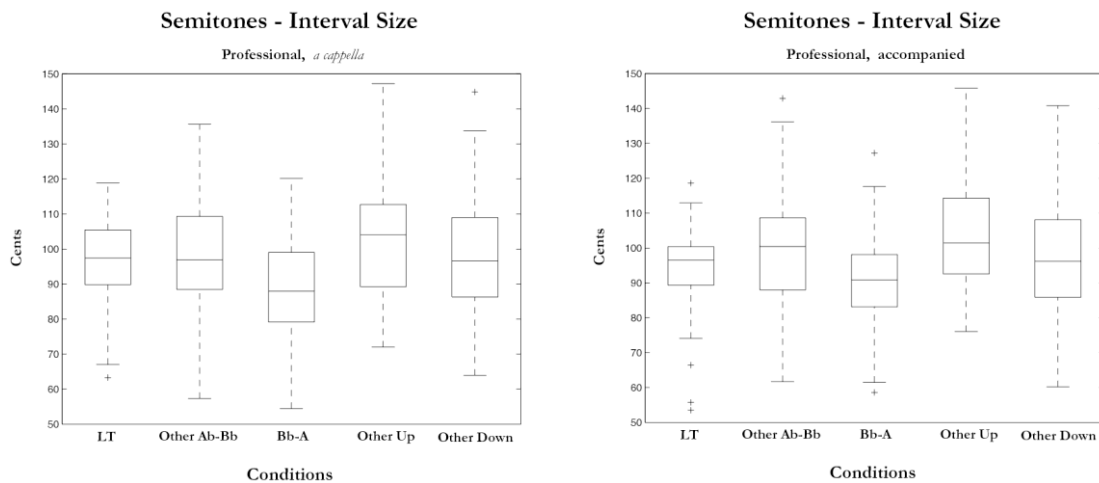 Semitones - Interval Size
Professional, a cappella
Cents
150
140
130
120
110
100
90
80
70
60
50
LT
Other Ab-Bb
Bb-A
Other Up
Other Down
Conditions
Semitones - Interval Size
Professional, accompanied
Cents
150
140
130
120
110
100
90
80
70
60
50
LT
Other Ab-Bb
Bb-A
Other Up
Other Down
Conditions